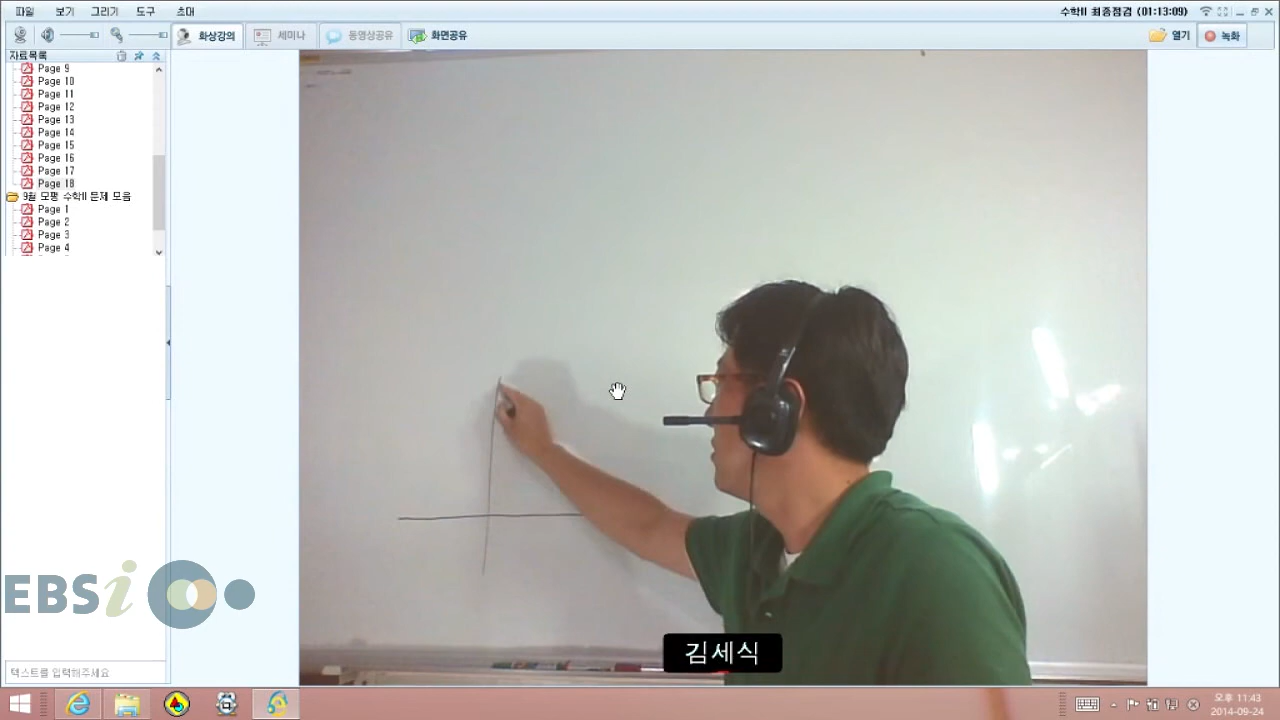 파일 보기 그리기 도구 초대
수학II 최종점검 (01:13:09)
화상강의 세미나 동영상공유 화면공유
열기 녹화
자료목록
Page 9
Page 10
Page 11
Page 12
Page 13
Page 14
Page 15
Page 16
Page 17
Page 18
9월 모평 수학II 문제 모음
Page 1
Page 2
Page 3
Page 4
EBSi
김세식
텍스트를 입력해주세요
오후 11:43
2014-09-24